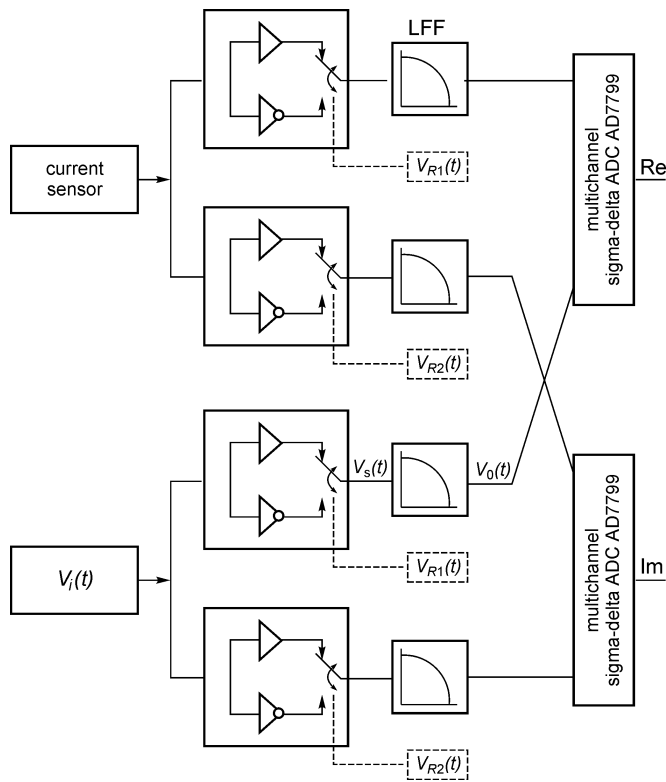 LFF
V_R1(t)
current
sensor
multichannel
sigma-delta ADC AD7799
Re
V_R2(t)
V_s(t)
V_0(t)
V_R1(t)
V_i(t)
multichannel
sigma-delta ADC AD7799
Im
V_R2(t)